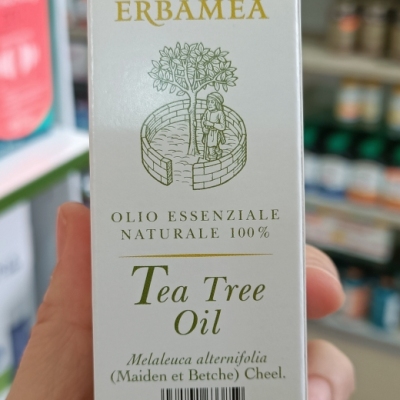 ERBAMEA
OLIO ESSENZIALE
NATURALE 100%
Tea Tree
Oil
Melaleuca alternifolia
(Maiden et Betche) Cheel.